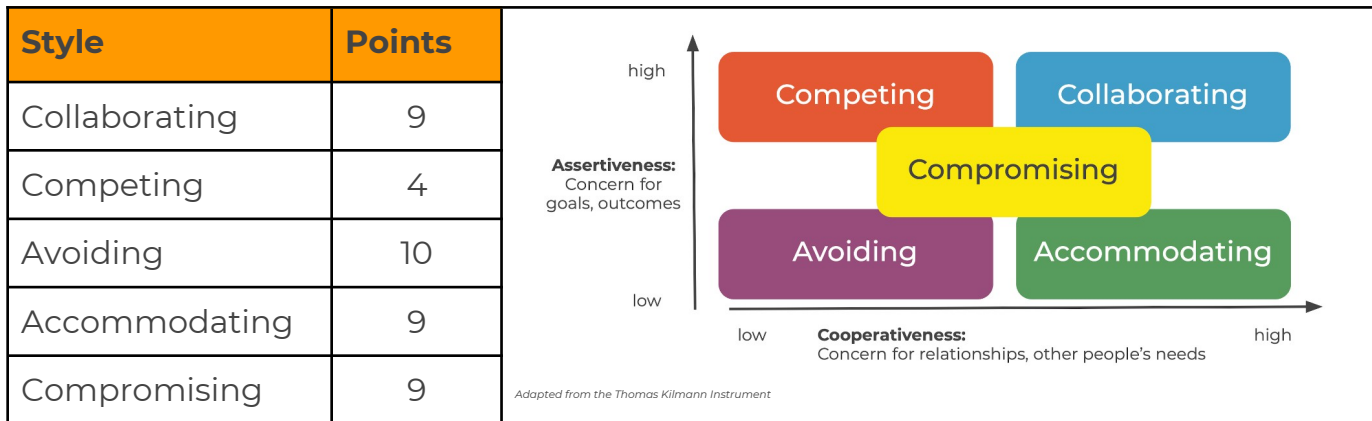 Style Points
Collaborating 9
Competing 4
Avoiding 10
Accommodating 9
Compromising 9
high
Competing Collaborating
Assertiveness:
Concern for
goals, outcomes
Compromising
Avoiding Accommodating
low
low Cooperativeness: high
Concern for relationships, other people's needs
Adapted from the Thomas Kilmann Instrument